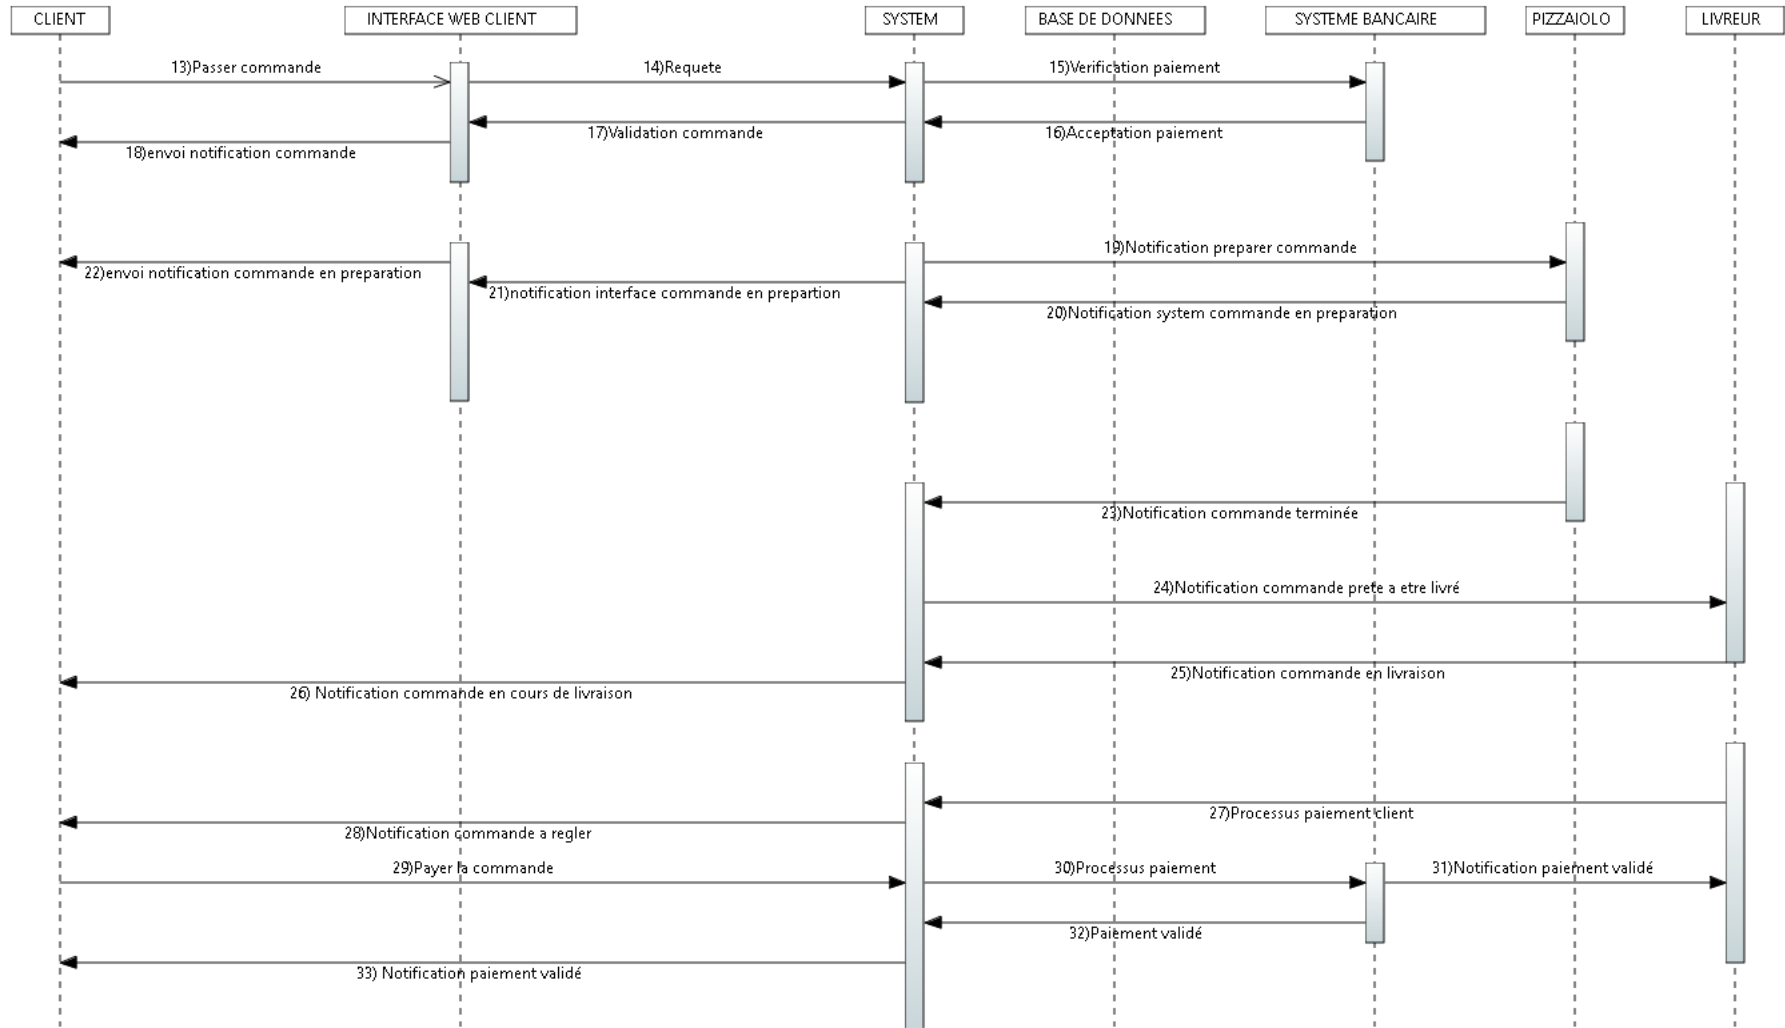 CLIENT
INTERFACE WEB CLIENT
SYSTEM
BASE DE DONNEES
SYSTEME BANCAIRE
PIZZAIOLO
LIVREUR
13)Passer commande
14)Requete
15)Verification paiement
16)Acceptation paiement
17)Validation commande
18)envoi notification commande
19)Notification preparer commande
20)Notification system commande en preparation
21)notification interface commande en prepartion
22)envoi notification commande en preparation
23)Notification commande terminée
24)Notification commande prete a etre livré
25)Notification commande en livraison
26) Notification commande en cours de livraison
27)Processus paiement client
28)Notification commande a regler
29)Payer la commande
30)Processus paiement
31)Notification paiement validé
32)Paiement validé
33) Notification paiement validé